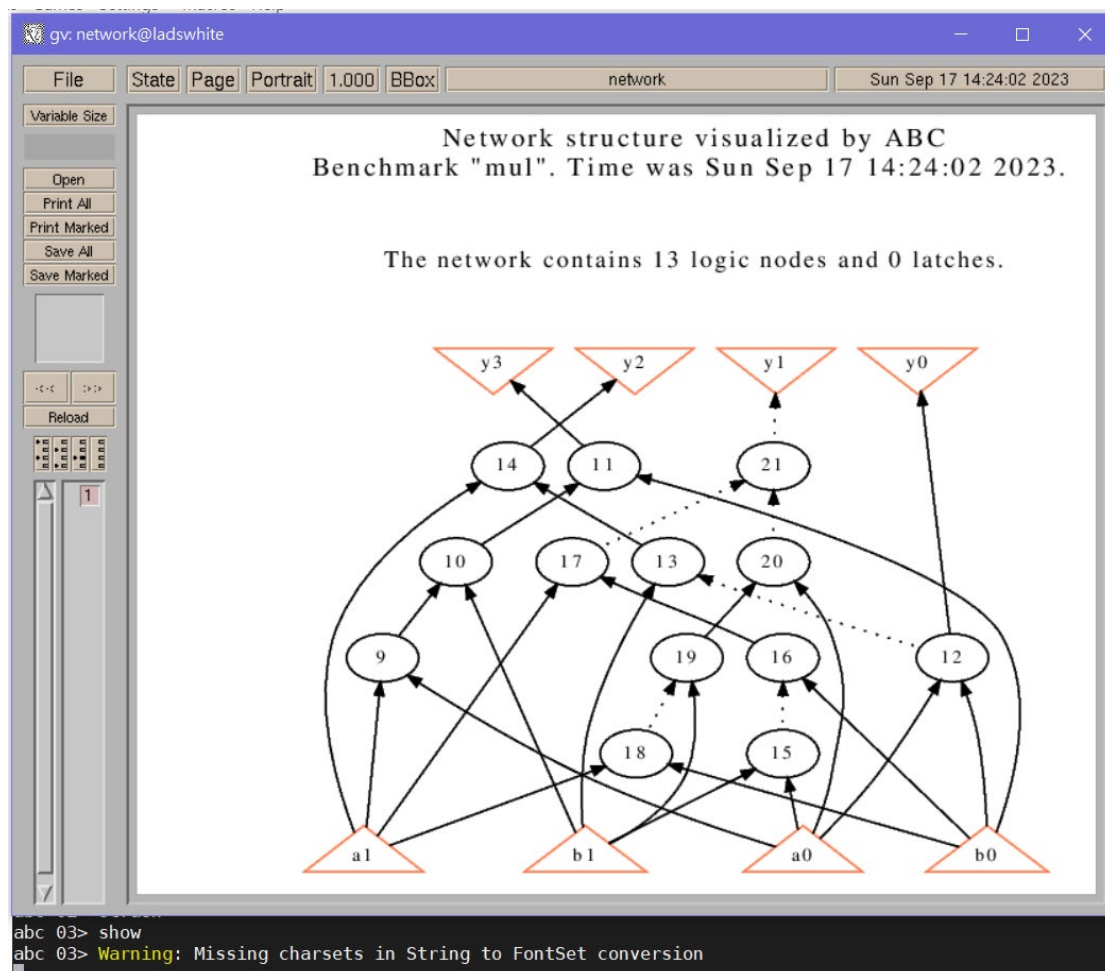 gv: network@ladswhite
File State Page Portrait 1.000 BBox network Sun Sep 17 14:24:02 2023
Variable Size
Open
Print All
Print Marked
Save All
Save Marked
Reload
1
Network structure visualized by ABC
Benchmark "mul". Time was Sun Sep 17 14:24:02 2023.
The network contains 13 logic nodes and 0 latches.
y3 y2 y1 y0
14 11 21
10 17 13 20
9 19 16 12
18 15
a1 b1 a0 b0
abc 03> show
abc 03> Warning: Missing charsets in String to FontSet conversion